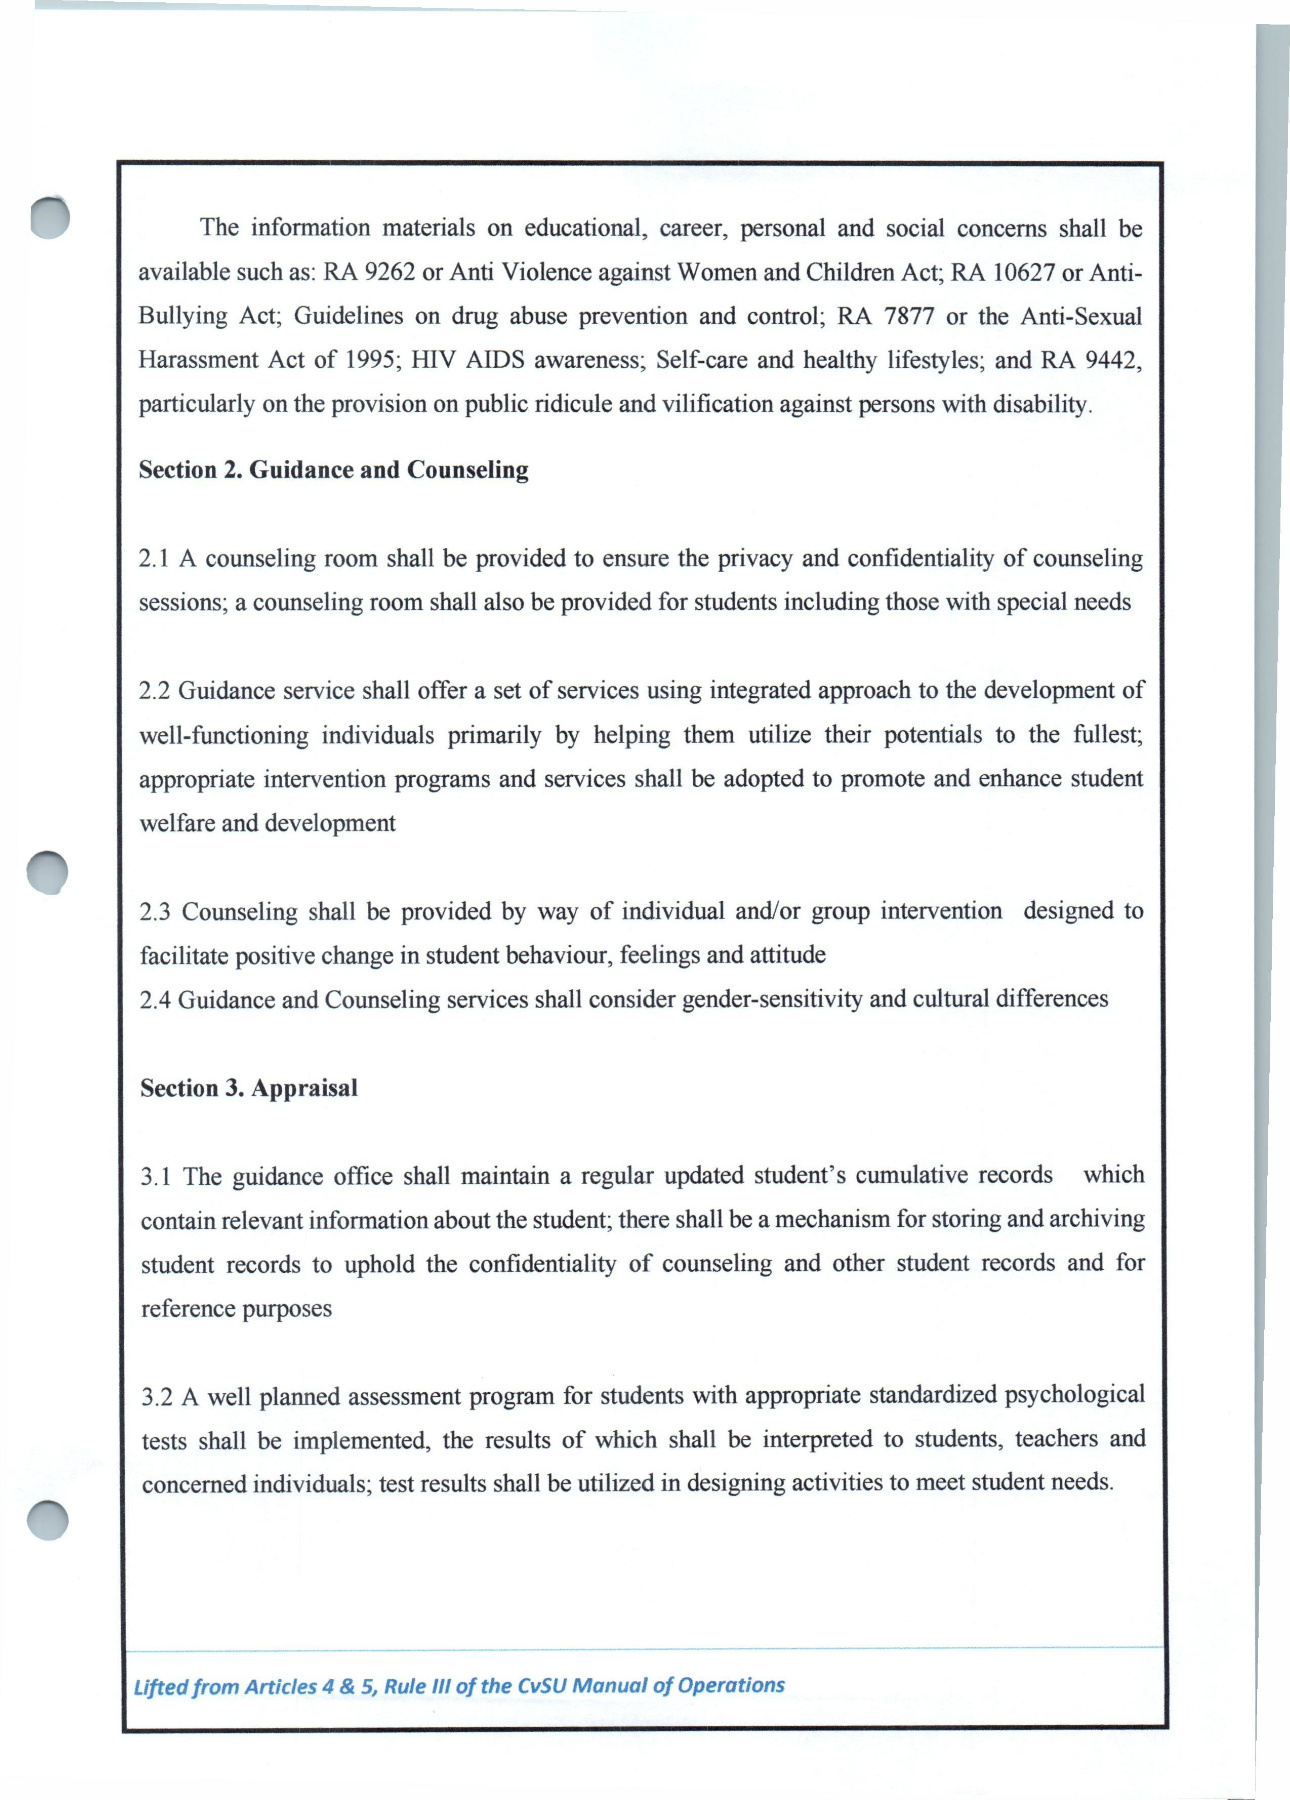 The information materials on educational, career, personal and social concerns shall be
available such as: RA 9262 or Anti Violence against Women and Children Act; RA 10627 or Anti-
Bullying Act; Guidelines on drug abuse prevention and control; RA 7877 or the Anti-Sexual
Harassment Act of 1995; HIV AIDS awareness; Self-care and healthy lifestyles; and RA 9442,
particularly on the provision on public ridicule and vilification against persons with disability.
Section 2. Guidance and Counseling
2.1 A counseling room shall be provided to ensure the privacy and confidentiality of counseling
sessions; a counseling room shall also be provided for students including those with special needs
2.2 Guidance service shall offer a set of services using integrated approach to the development of
well-functioning individuals primarily by helping them utilize their potentials to the fullest;
appropriate intervention programs and services shall be adopted to promote and enhance student
welfare and development
2.3 Counseling shall be provided by way of individual and/or group intervention designed to
facilitate positive change in student behaviour, feelings and attitude
2.4 Guidance and Counseling services shall consider gender-sensitivity and cultural differences
Section 3. Appraisal
3.1 The guidance office shall maintain a regular updated student's cumulative records which
contain relevant information about the student; there shall be a mechanism for storing and archiving
student records to uphold the confidentiality of counseling and other student records and for
reference purposes
3.2 A well planned assessment program for students with appropriate standardized psychological
tests shall be implemented, the results of which shall be interpreted to students, teachers and
concerned individuals; test results shall be utilized in designing activities to meet student needs.
Lifted from Articles 4 & 5, Rule III of the CvSU Manual of Operations